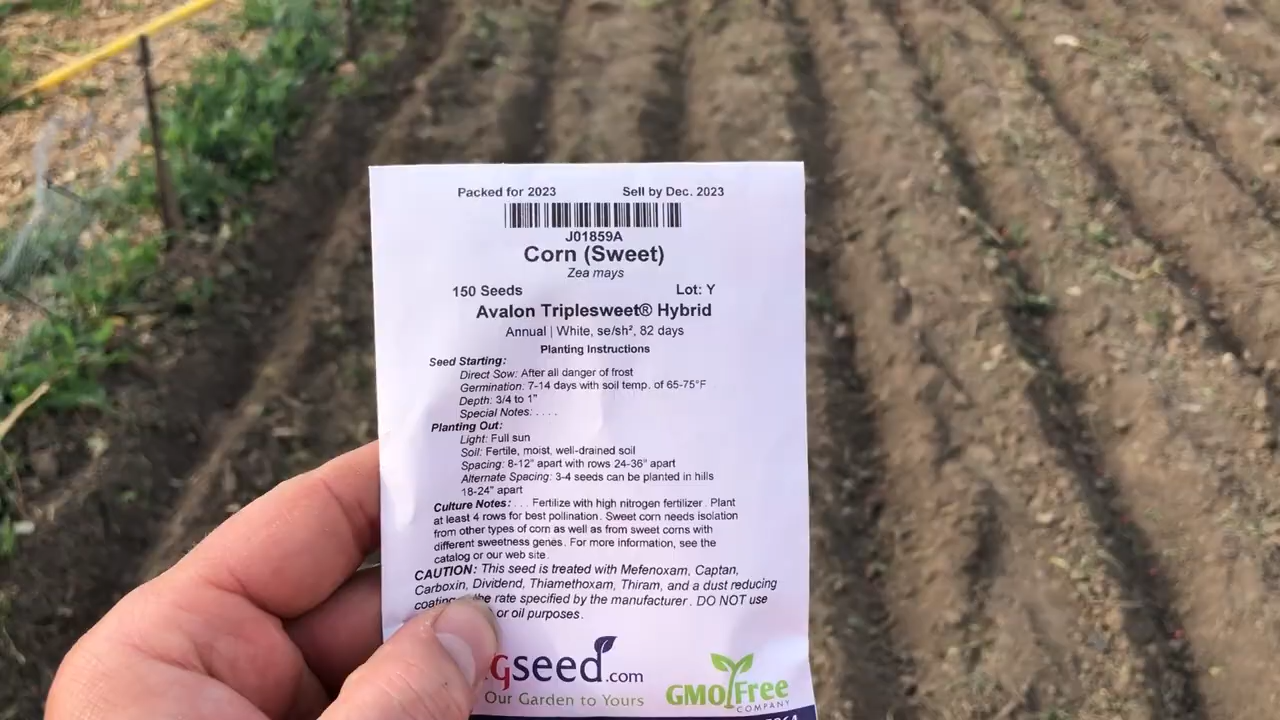 Packed for 2023 Sell by Dec. 2023
J01859A
Corn (Sweet)
Zea mays
150 Seeds Lot: Y
Avalon Triplesweet® Hybrid
Annual | White, se/sh², 82 days
Planting Instructions
Seed Starting:
Direct Sow: After all danger of frost
Germination: 7-14 days with soil temp. of 65-75°F
Depth: 3/4 to 1"
Special Notes: . . . .
Planting Out:
Light: Full sun
Soil: Fertile, moist, well-drained soil
Spacing: 8-12" apart with rows 24-36" apart
Alternate Spacing: 3-4 seeds can be planted in hills
18-24" apart
Culture Notes: . . . Fertilize with high nitrogen fertilizer. Plant
at least 4 rows for best pollination. Sweet corn needs isolation
from other types of corn as well as from sweet corns with
different sweetness genes. For more information, see the
catalog or our web site.
CAUTION: This seed is treated with Mefenoxam, Captan,
Carboxin, Dividend, Thiamethoxam, Thiram, and a dust reducing
coating the rate specified by the manufacturer. DO NOT use
or oil purposes.
gseed.com
Our Garden to Yours
GMO Free
COMPANY